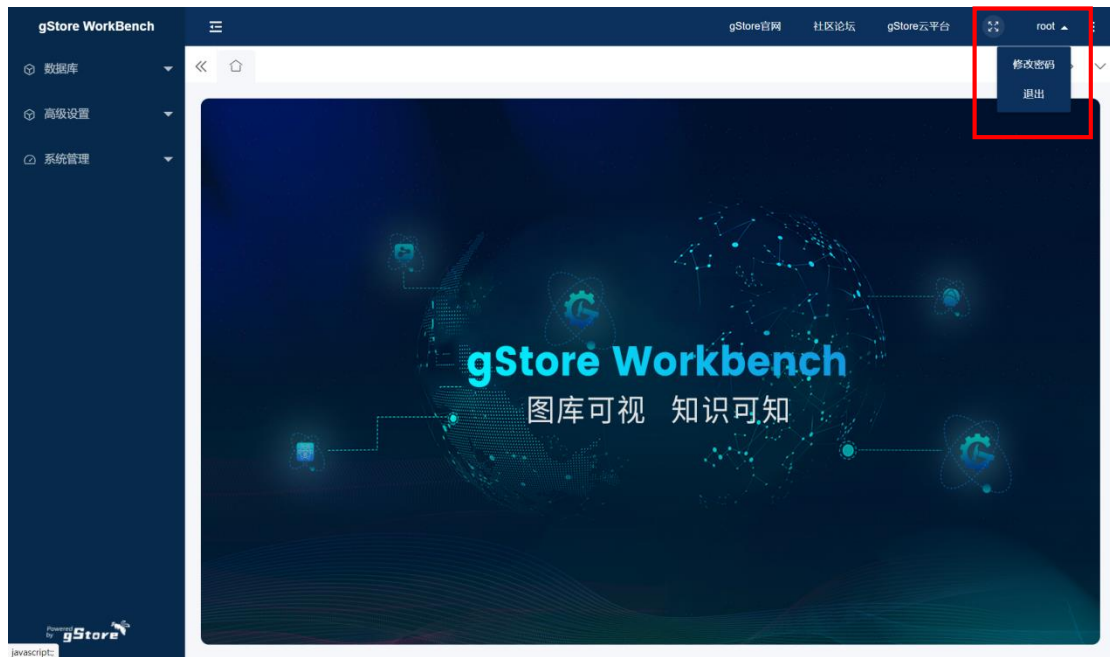 gStore WorkBench
gStore官网 社区论坛 gStore云平台 root
修改密码
退出
数据库
高级设置
系统管理
gStore Workbench
图库可视 知识可知
Powered by gStore
javascript:;